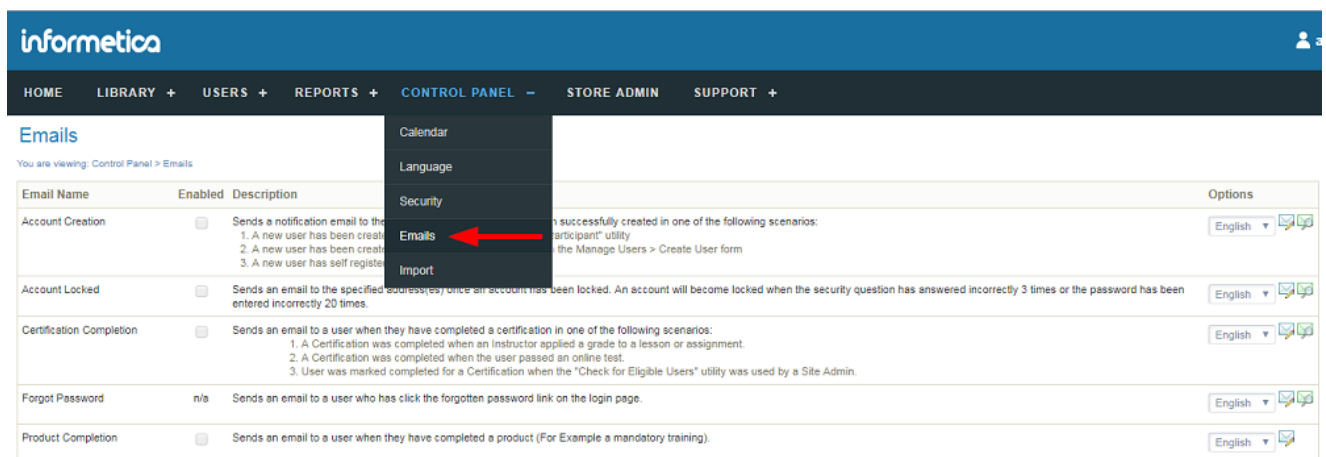 informetica
a
HOME LIBRARY + USERS + REPORTS + CONTROL PANEL – STORE ADMIN SUPPORT +
Calendar
Language
Security
Emails
Import
Emails
You are viewing: Control Panel > Emails
Email Name Enabled Description Options
Account Creation Sends a notification email to the successfully created in one of the following scenarios: English
1. A new user has been create articipant" utility
2. A new user has been create the Manage Users > Create User form
3. A new user has self registe
Account Locked Sends an email to the specified address(es) once an account has been locked. An account will become locked when the security question has answered incorrectly 3 times or the password has been English
entered incorrectly 20 times.
Certification Completion Sends an email to a user when they have completed a certification in one of the following scenarios: English
1. A Certification was completed when an Instructor applied a grade to a lesson or assignment.
2. A Certification was completed when the user passed an online test.
3. User was marked completed for a Certification when the "Check for Eligible Users" utility was used by a Site Admin.
Forgot Password n/a Sends an email to a user who has click the forgotten password link on the login page. English
Product Completion Sends an email to a user when they have completed a product (For Example a mandatory training). English